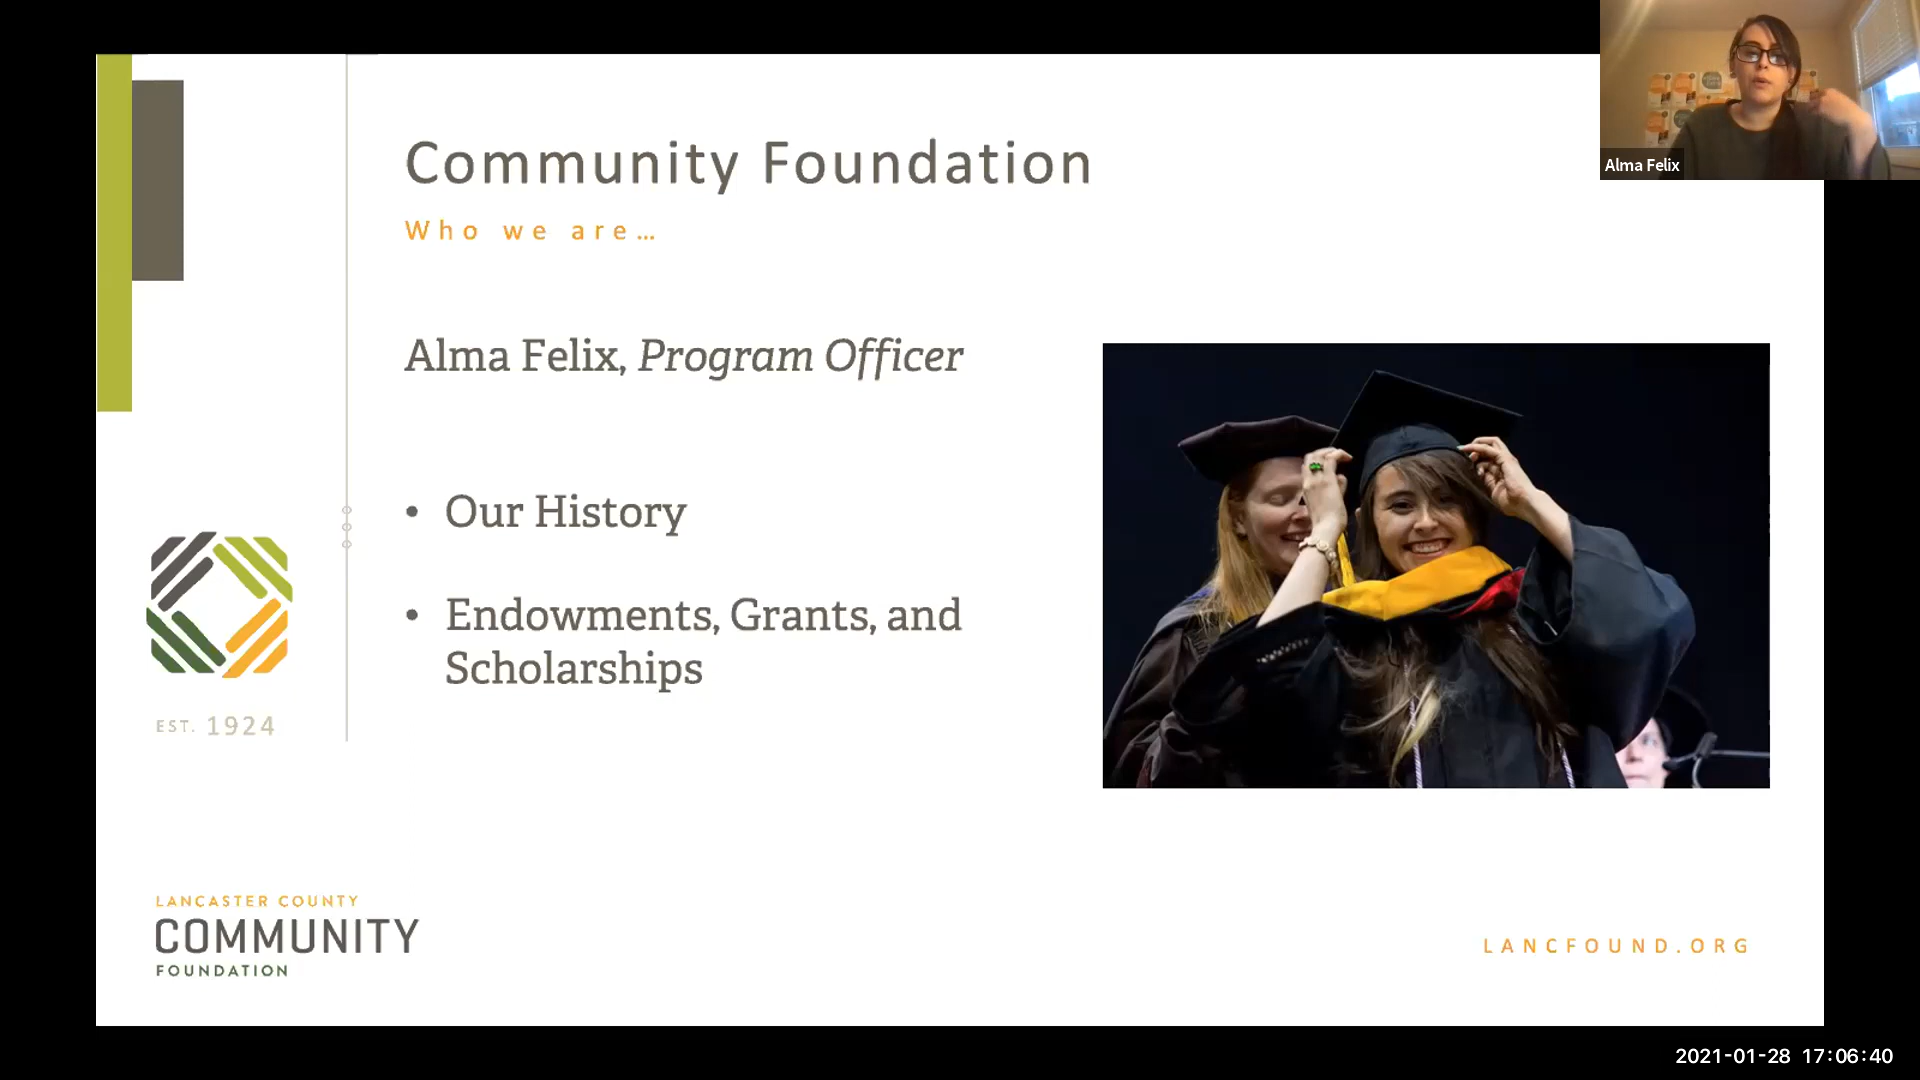 Community Foundation
Who we are…
Alma Felix, Program Officer
• Our History
• Endowments, Grants, and
Scholarships
EST. 1924
LANCASTER COUNTY
COMMUNITY
FOUNDATION
LANCFOUND.ORG
Alma Felix
2021-01-28 17:06:40